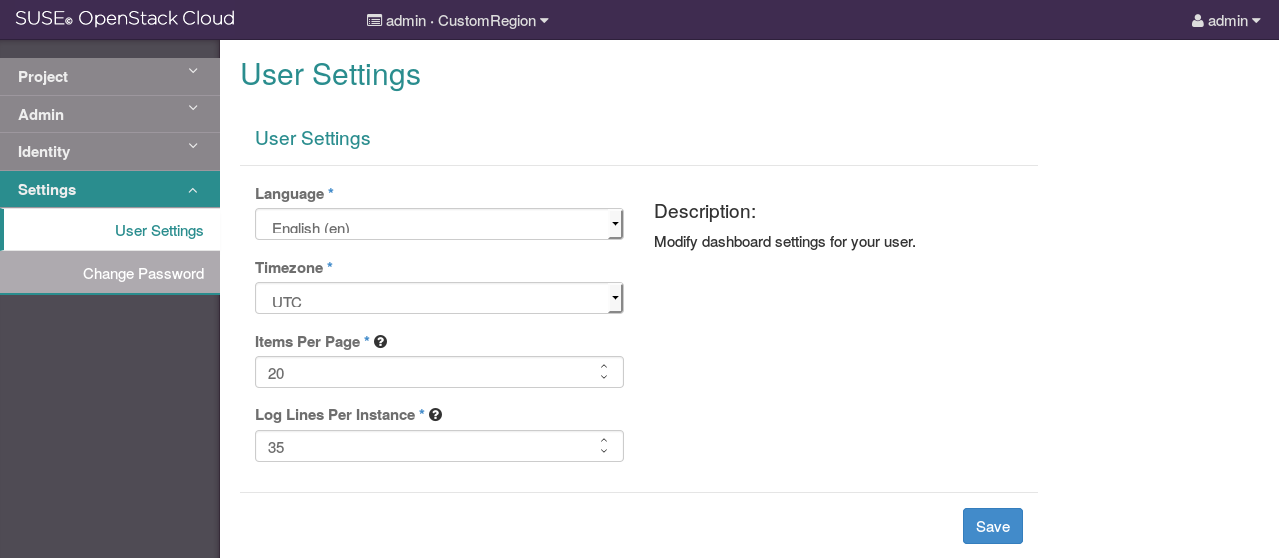 SUSE® OpenStack Cloud
admin · CustomRegion
admin
Project
Admin
Identity
Settings
User Settings
Change Password
User Settings
User Settings
Language *
English (en)
Timezone *
UTC
Items Per Page *
20
Log Lines Per Instance *
35
Description:
Modify dashboard settings for your user.
Save